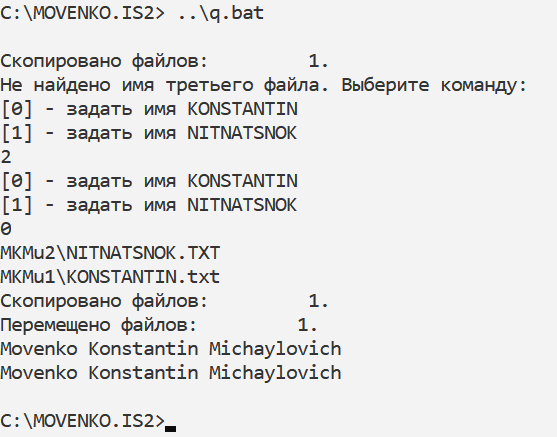 C:\MOVENKO.IS2> ..\q.bat
Скопировано файлов:         1.
Не найдено имя третьего файла. Выберите команду:
[0] - задать имя KONSTANTIN
[1] - задать имя NITNATSNOK
2
[0] - задать имя KONSTANTIN
[1] - задать имя NITNATSNOK
0
MKMu2\NITNATSNOK.TXT
MKMu1\KONSTANTIN.txt
Скопировано файлов:         1.
Перемещено файлов:         1.
Movenko Konstantin Michaylovich
Movenko Konstantin Michaylovich
C:\MOVENKO.IS2>